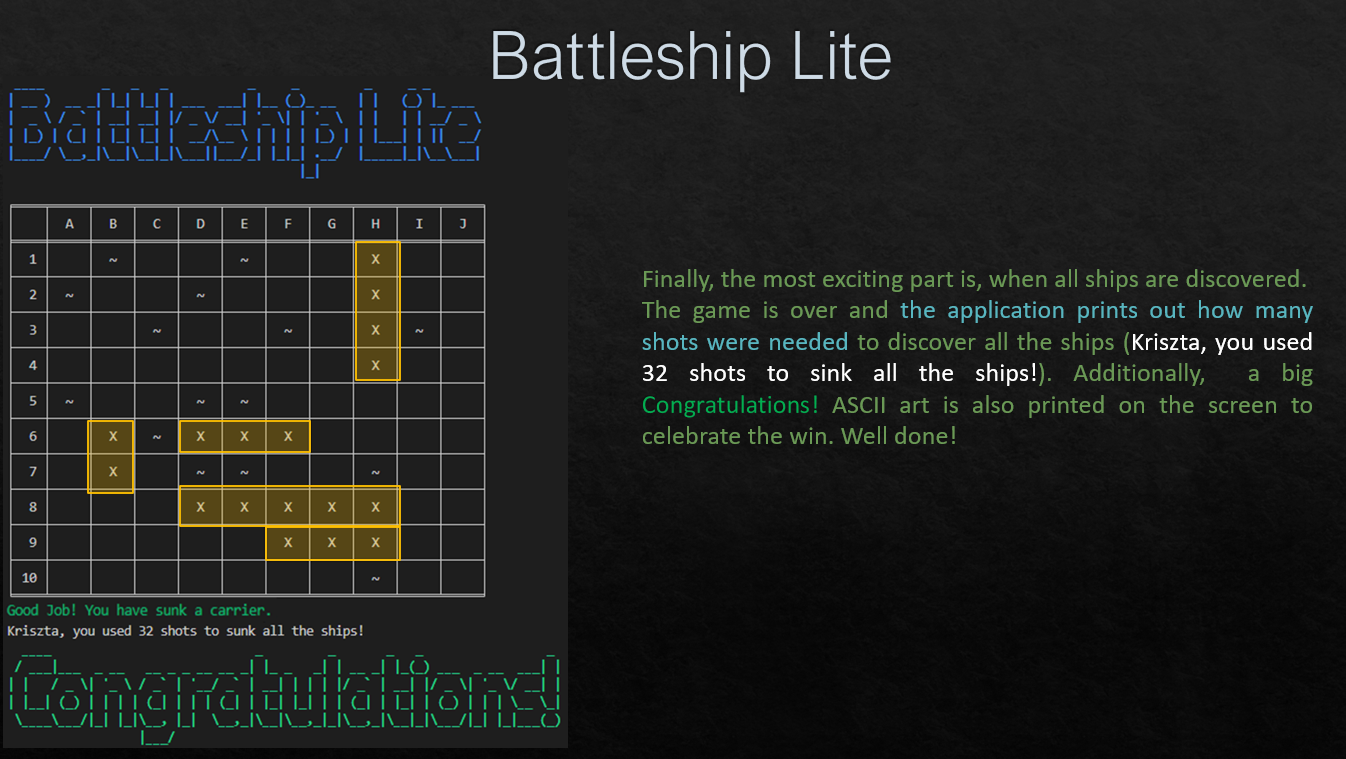 Battleship Lite
Battleship Lite
A B C D E F G H I J
1 ~ ~ X
2 ~ ~ X
3 ~ ~ X ~
4 X
5 ~ ~ ~
6 X ~ X X X
7 X ~ ~ ~
8 X X X X X
9 X X X
10 ~
Good Job! You have sunk a carrier.
Kriszta, you used 32 shots to sunk all the ships!
Congratulations!
Finally, the most exciting part is, when all ships are discovered.
The game is over and the application prints out how many
shots were needed to discover all the ships (Kriszta, you used
32 shots to sink all the ships!). Additionally, a big
Congratulations! ASCII art is also printed on the screen to
celebrate the win. Well done!